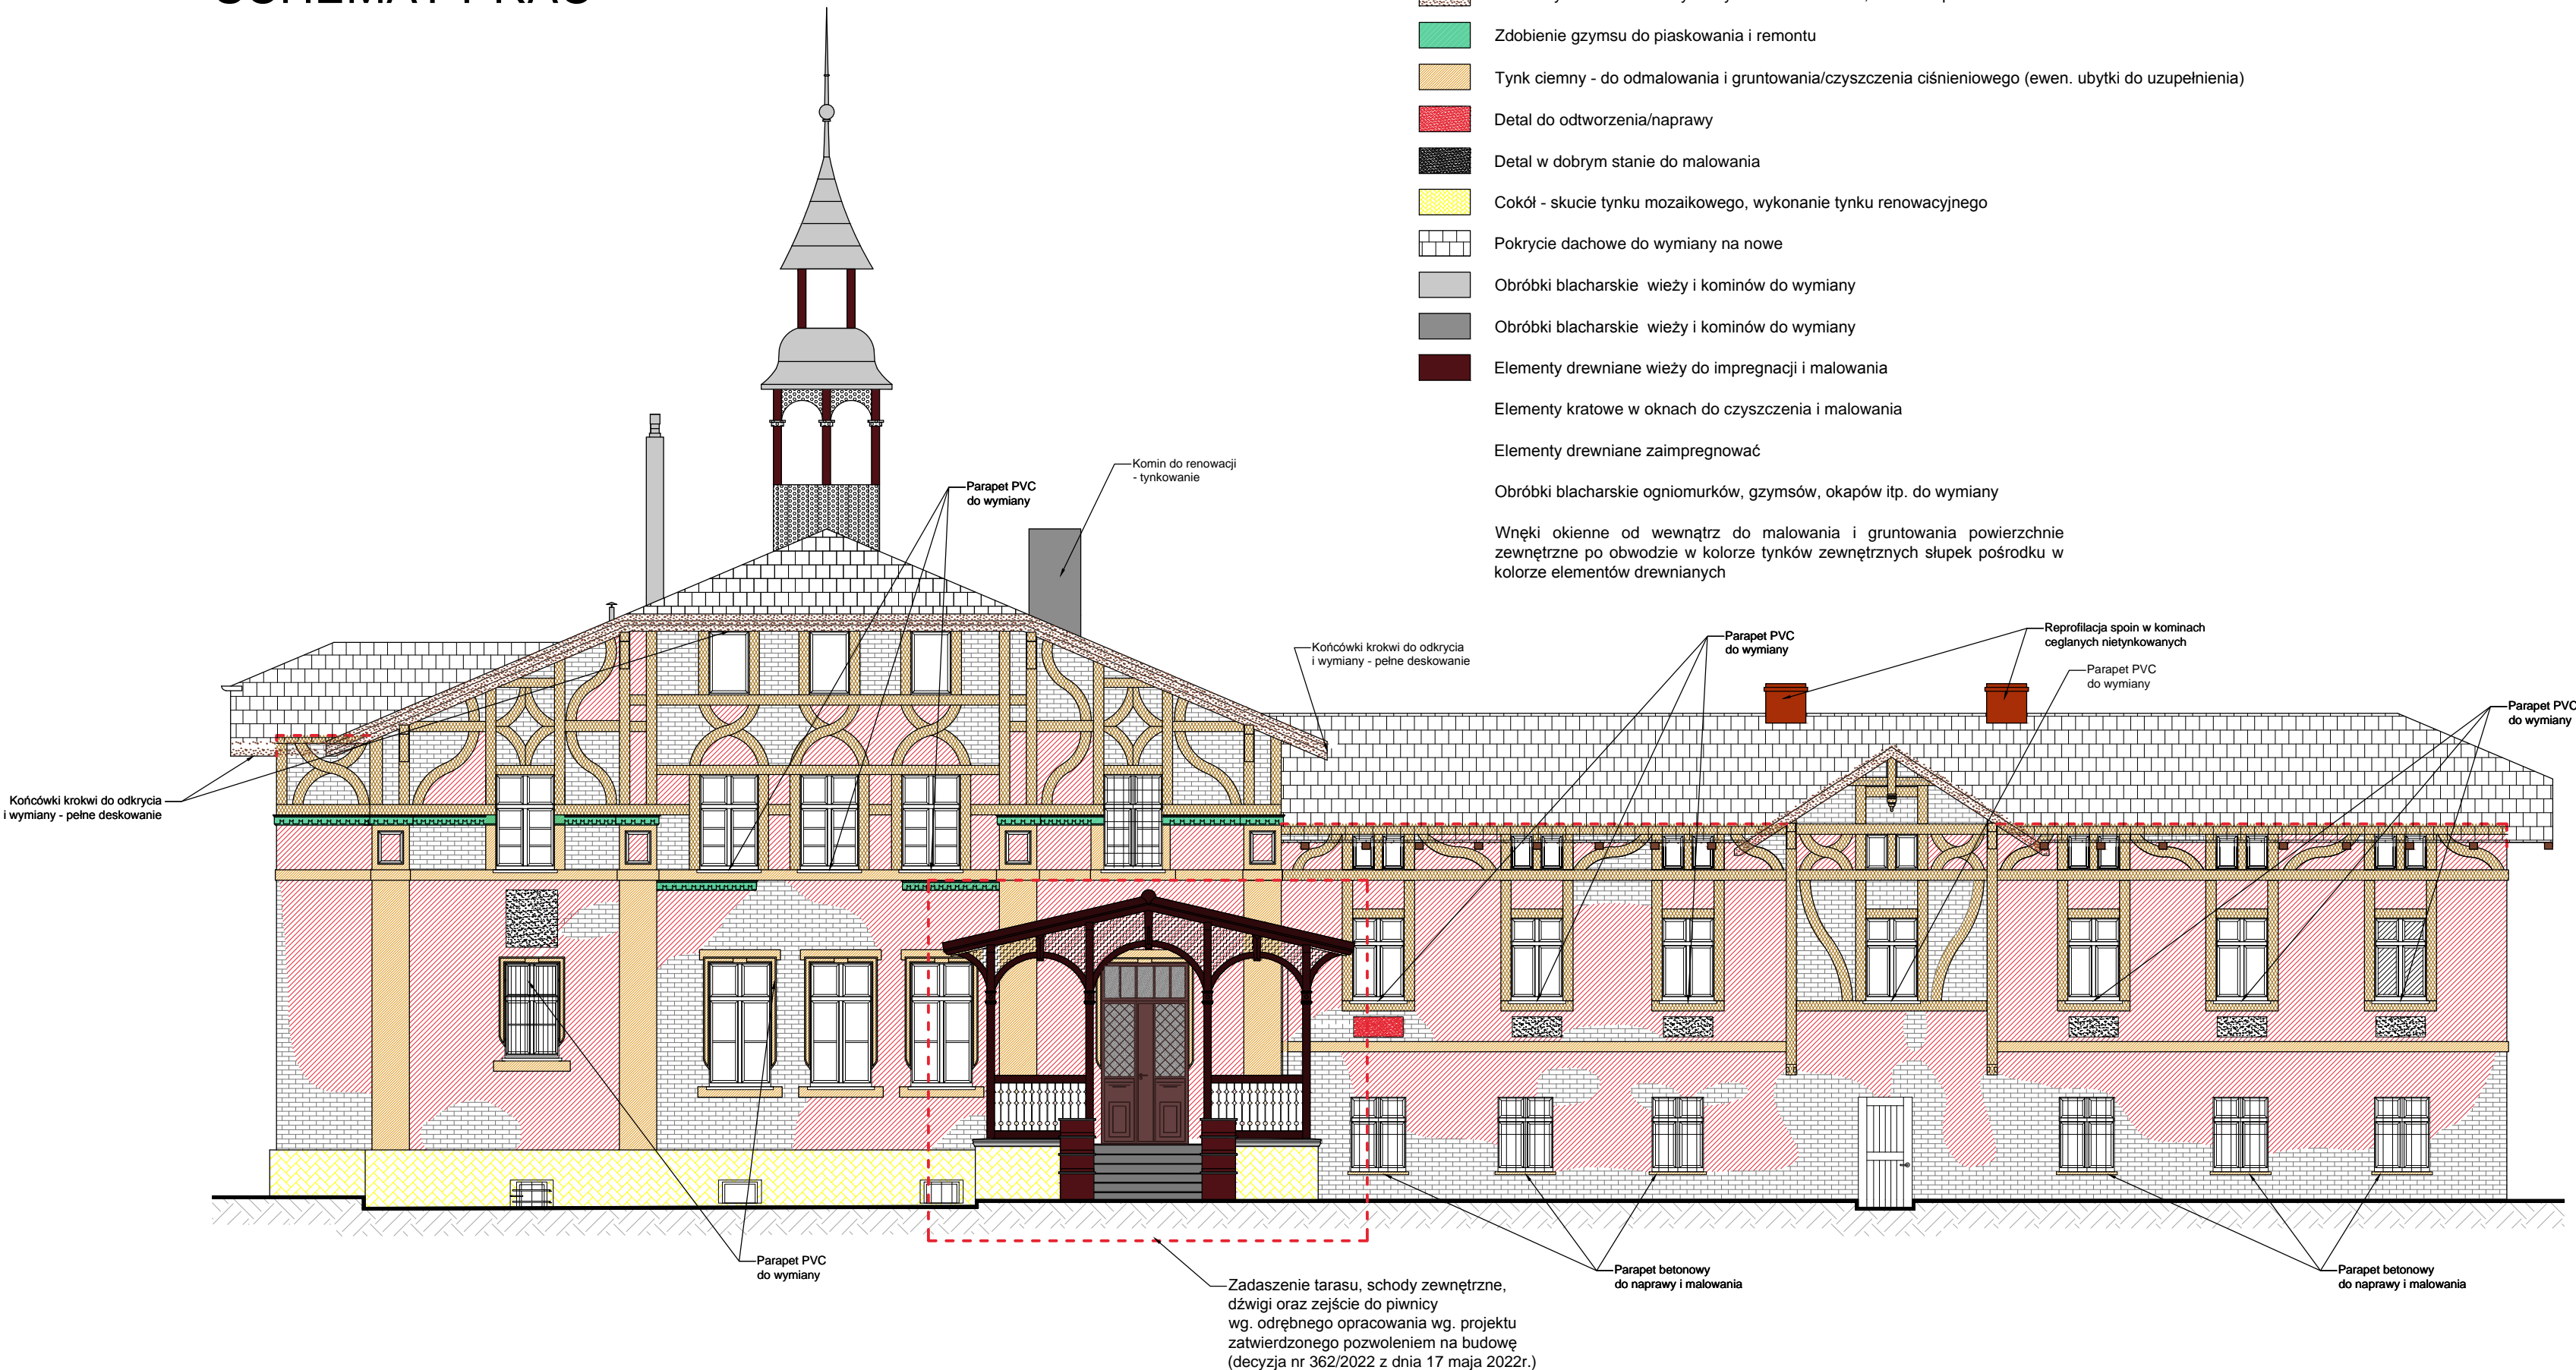 SCHEMAT PRAC
Zdobienie gzymsu do piaskowania i remontu
Tynk ciemny - do odmalowania i gruntowania/czyszczenia ciśnieniowego (ewen. ubytki do uzupełnienia)
Detal do odtworzenia/naprawy
Detal w dobrym stanie do malowania
Cokół - skucie tynku mozaikowego, wykonanie tynku renowacyjnego
Pokrycie dachowe do wymiany na nowe
Obróbki blacharskie wieży i kominów do wymiany
Obróbki blacharskie wieży i kominów do wymiany
Elementy drewniane wieży do impregnacji i malowania
Elementy kratowe w oknach do czyszczenia i malowania
Elementy drewniane zaimpregnować
Obróbki blacharskie ogniomurków, gzymsów, okapów itp. do wymiany
Wnęki okienne od wewnątrz do malowania i gruntowania powierzchnie
zewnętrzne po obwodzie w kolorze tynków zewnętrznych słupek pośrodku w
kolorze elementów drewnianych
Komin do renowacji
- tynkowanie
Parapet PVC
do wymiany
Końcówki krokwi do odkrycia
i wymiany - pełne deskowanie
Parapet PVC
do wymiany
Reprofilacja spoin w kominach
ceglanych nietynkowanych
Parapet PVC
do wymiany
Parapet PVC
do wymiany
Końcówki krokwi do odkrycia
i wymiany - pełne deskowanie
Parapet PVC
do wymiany
Zadaszenie tarasu, schody zewnętrzne,
dźwigi oraz zejście do piwnicy
wg. odrębnego opracowania wg. projektu
zatwierdzonego pozwoleniem na budowę
(decyzja nr 362/2022 z dnia 17 maja 2022r.)
Parapet betonowy
do naprawy i malowania
Parapet betonowy
do naprawy i malowania